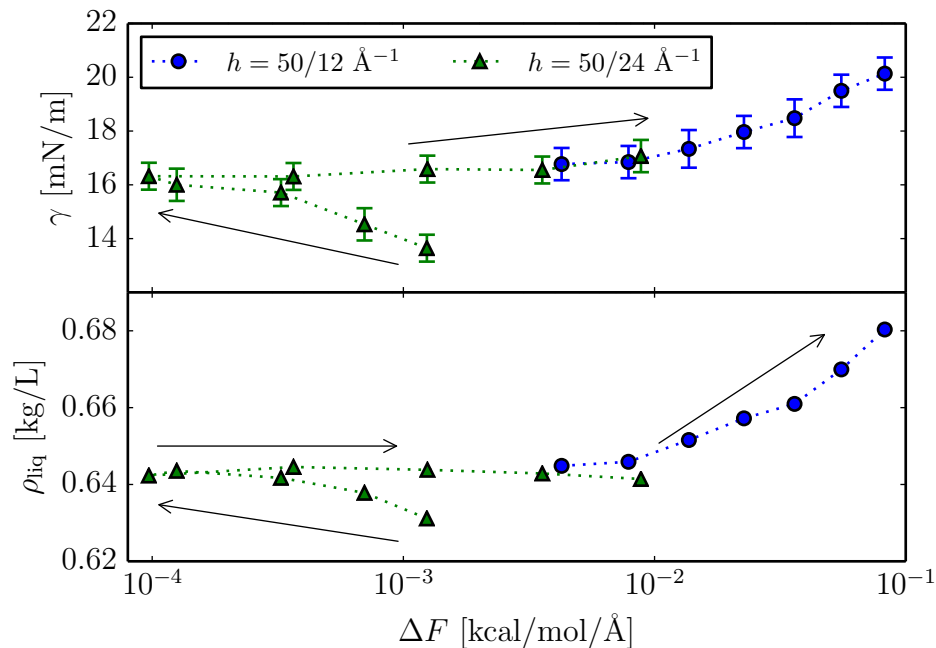 22
20
18
16
14
γ [mN/m]
h = 50/12 Å⁻¹ h = 50/24 Å⁻¹
0.68
0.66
0.64
0.62
ρliq [kg/L]
10⁻⁴ 10⁻³ 10⁻² 10⁻¹
ΔF [kcal/mol/Å]